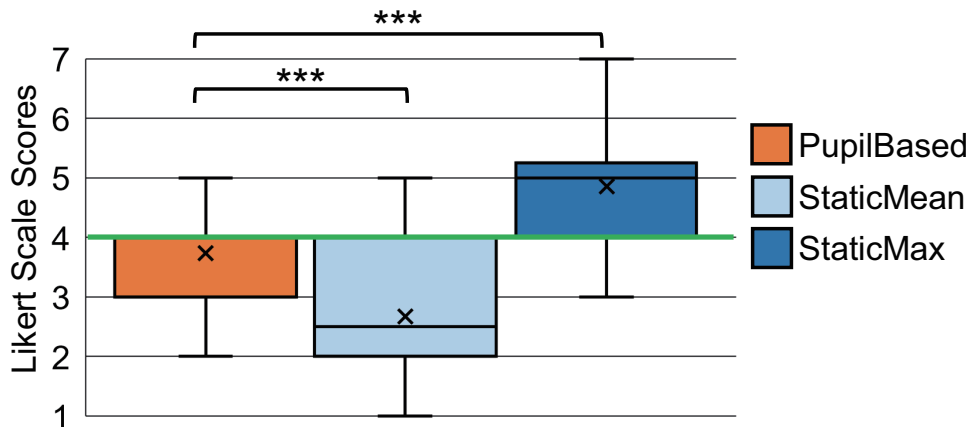 ***
***
Likert Scale Scores
7
6
5
4
3
2
1
PupilBased
StaticMean
StaticMax